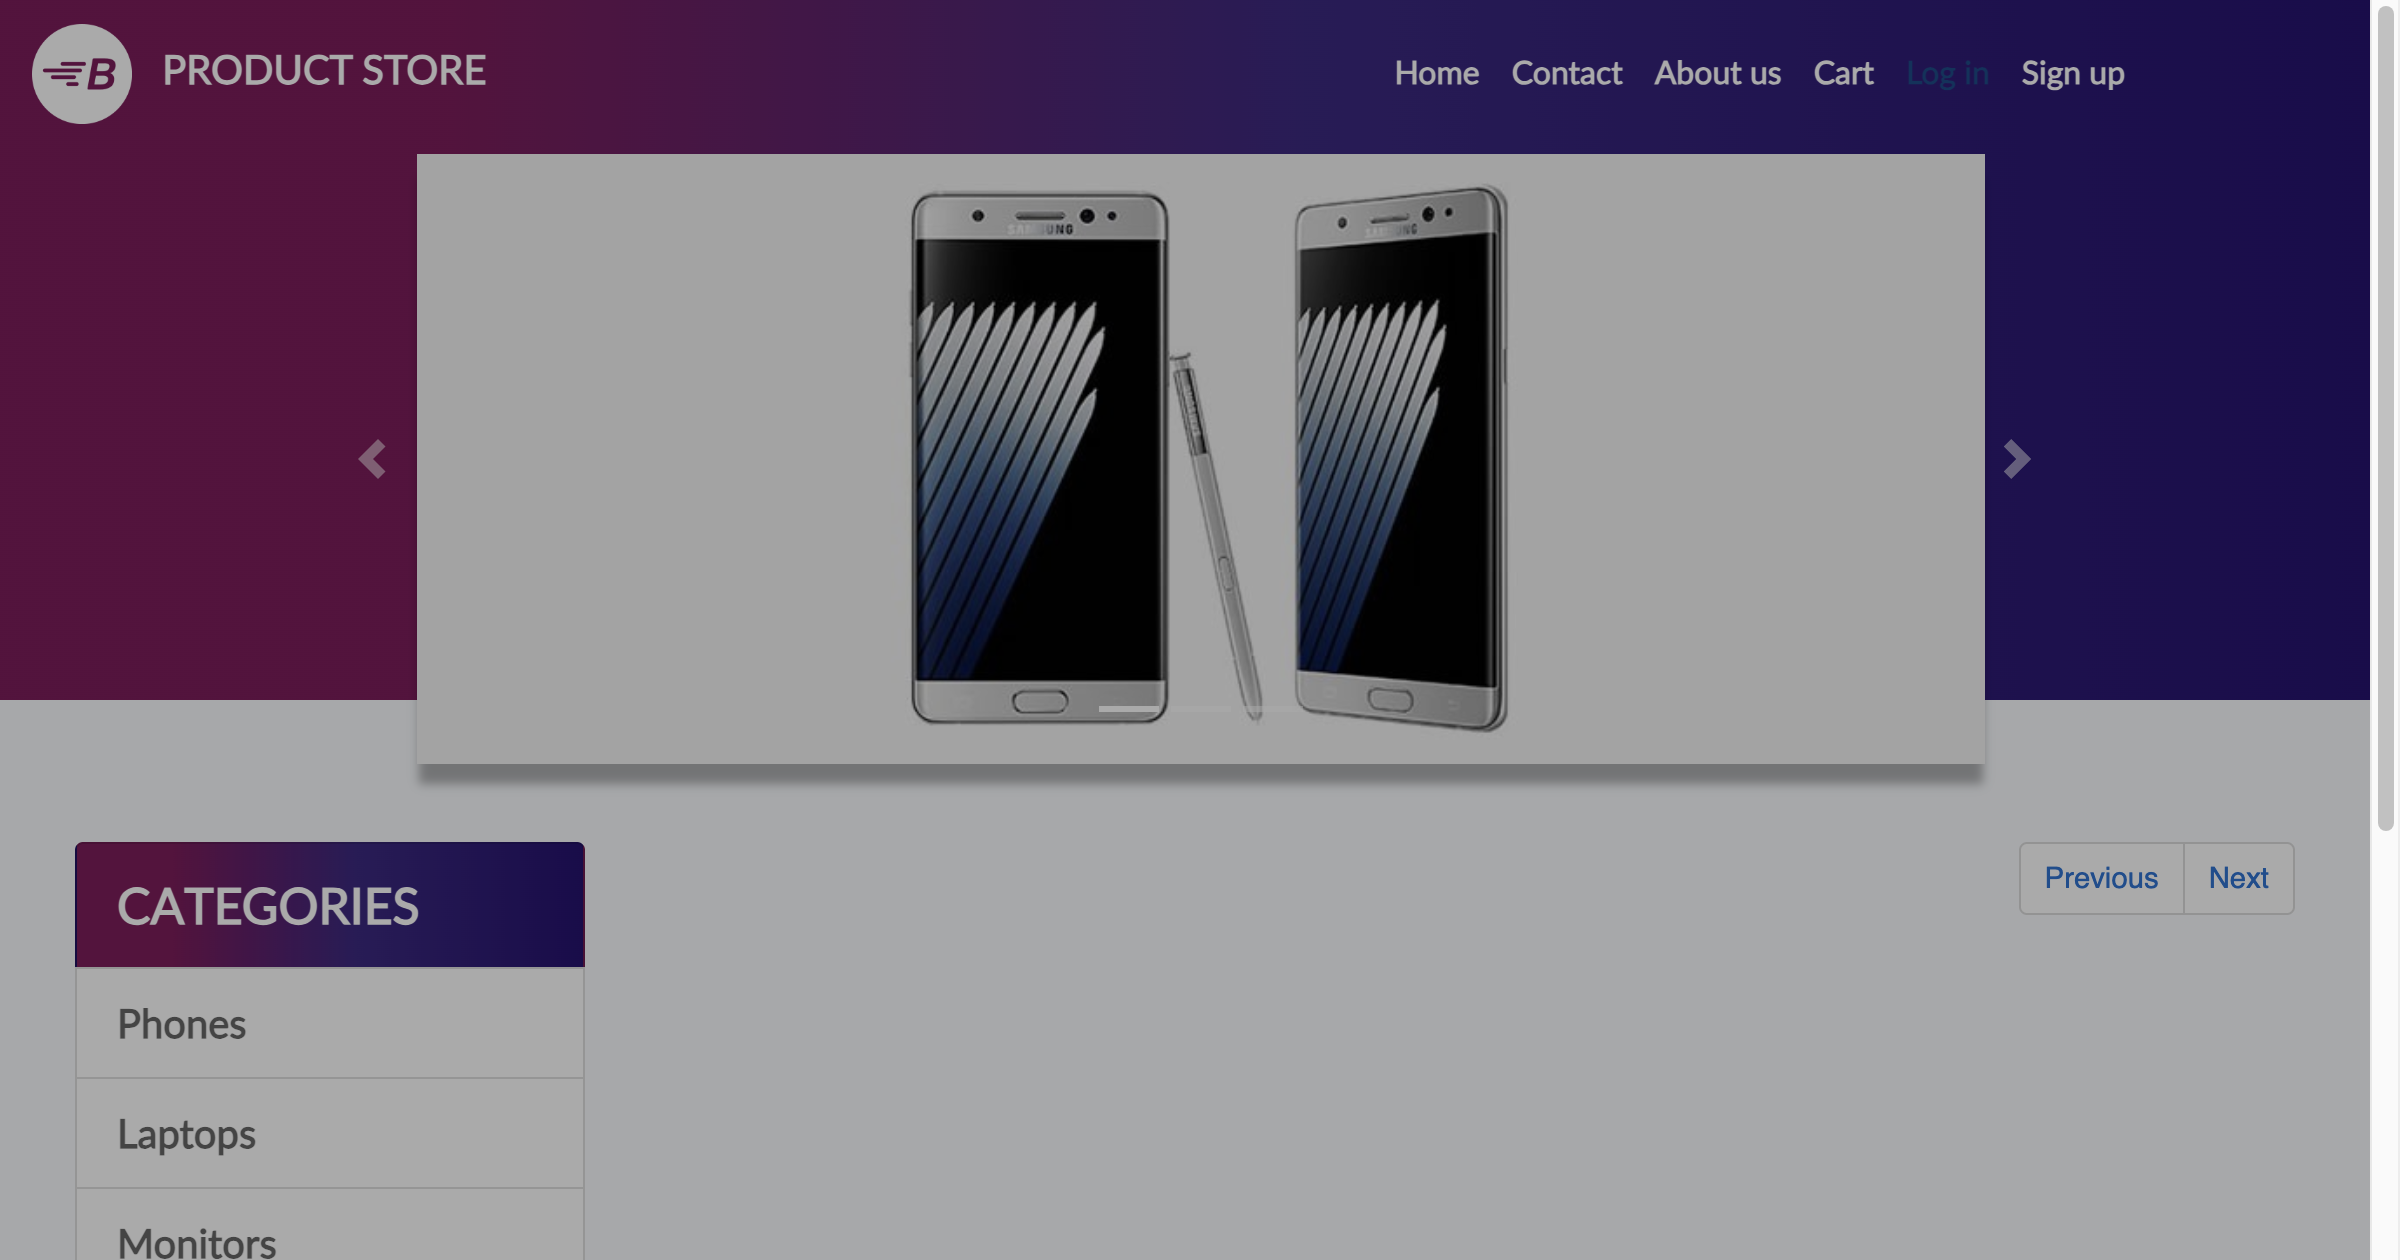 B PRODUCT STORE
Home Contact About us Cart Log in Sign up
SAMSUNG SAMSUNG
Previous Next
CATEGORIES
Phones
Laptops
Monitors